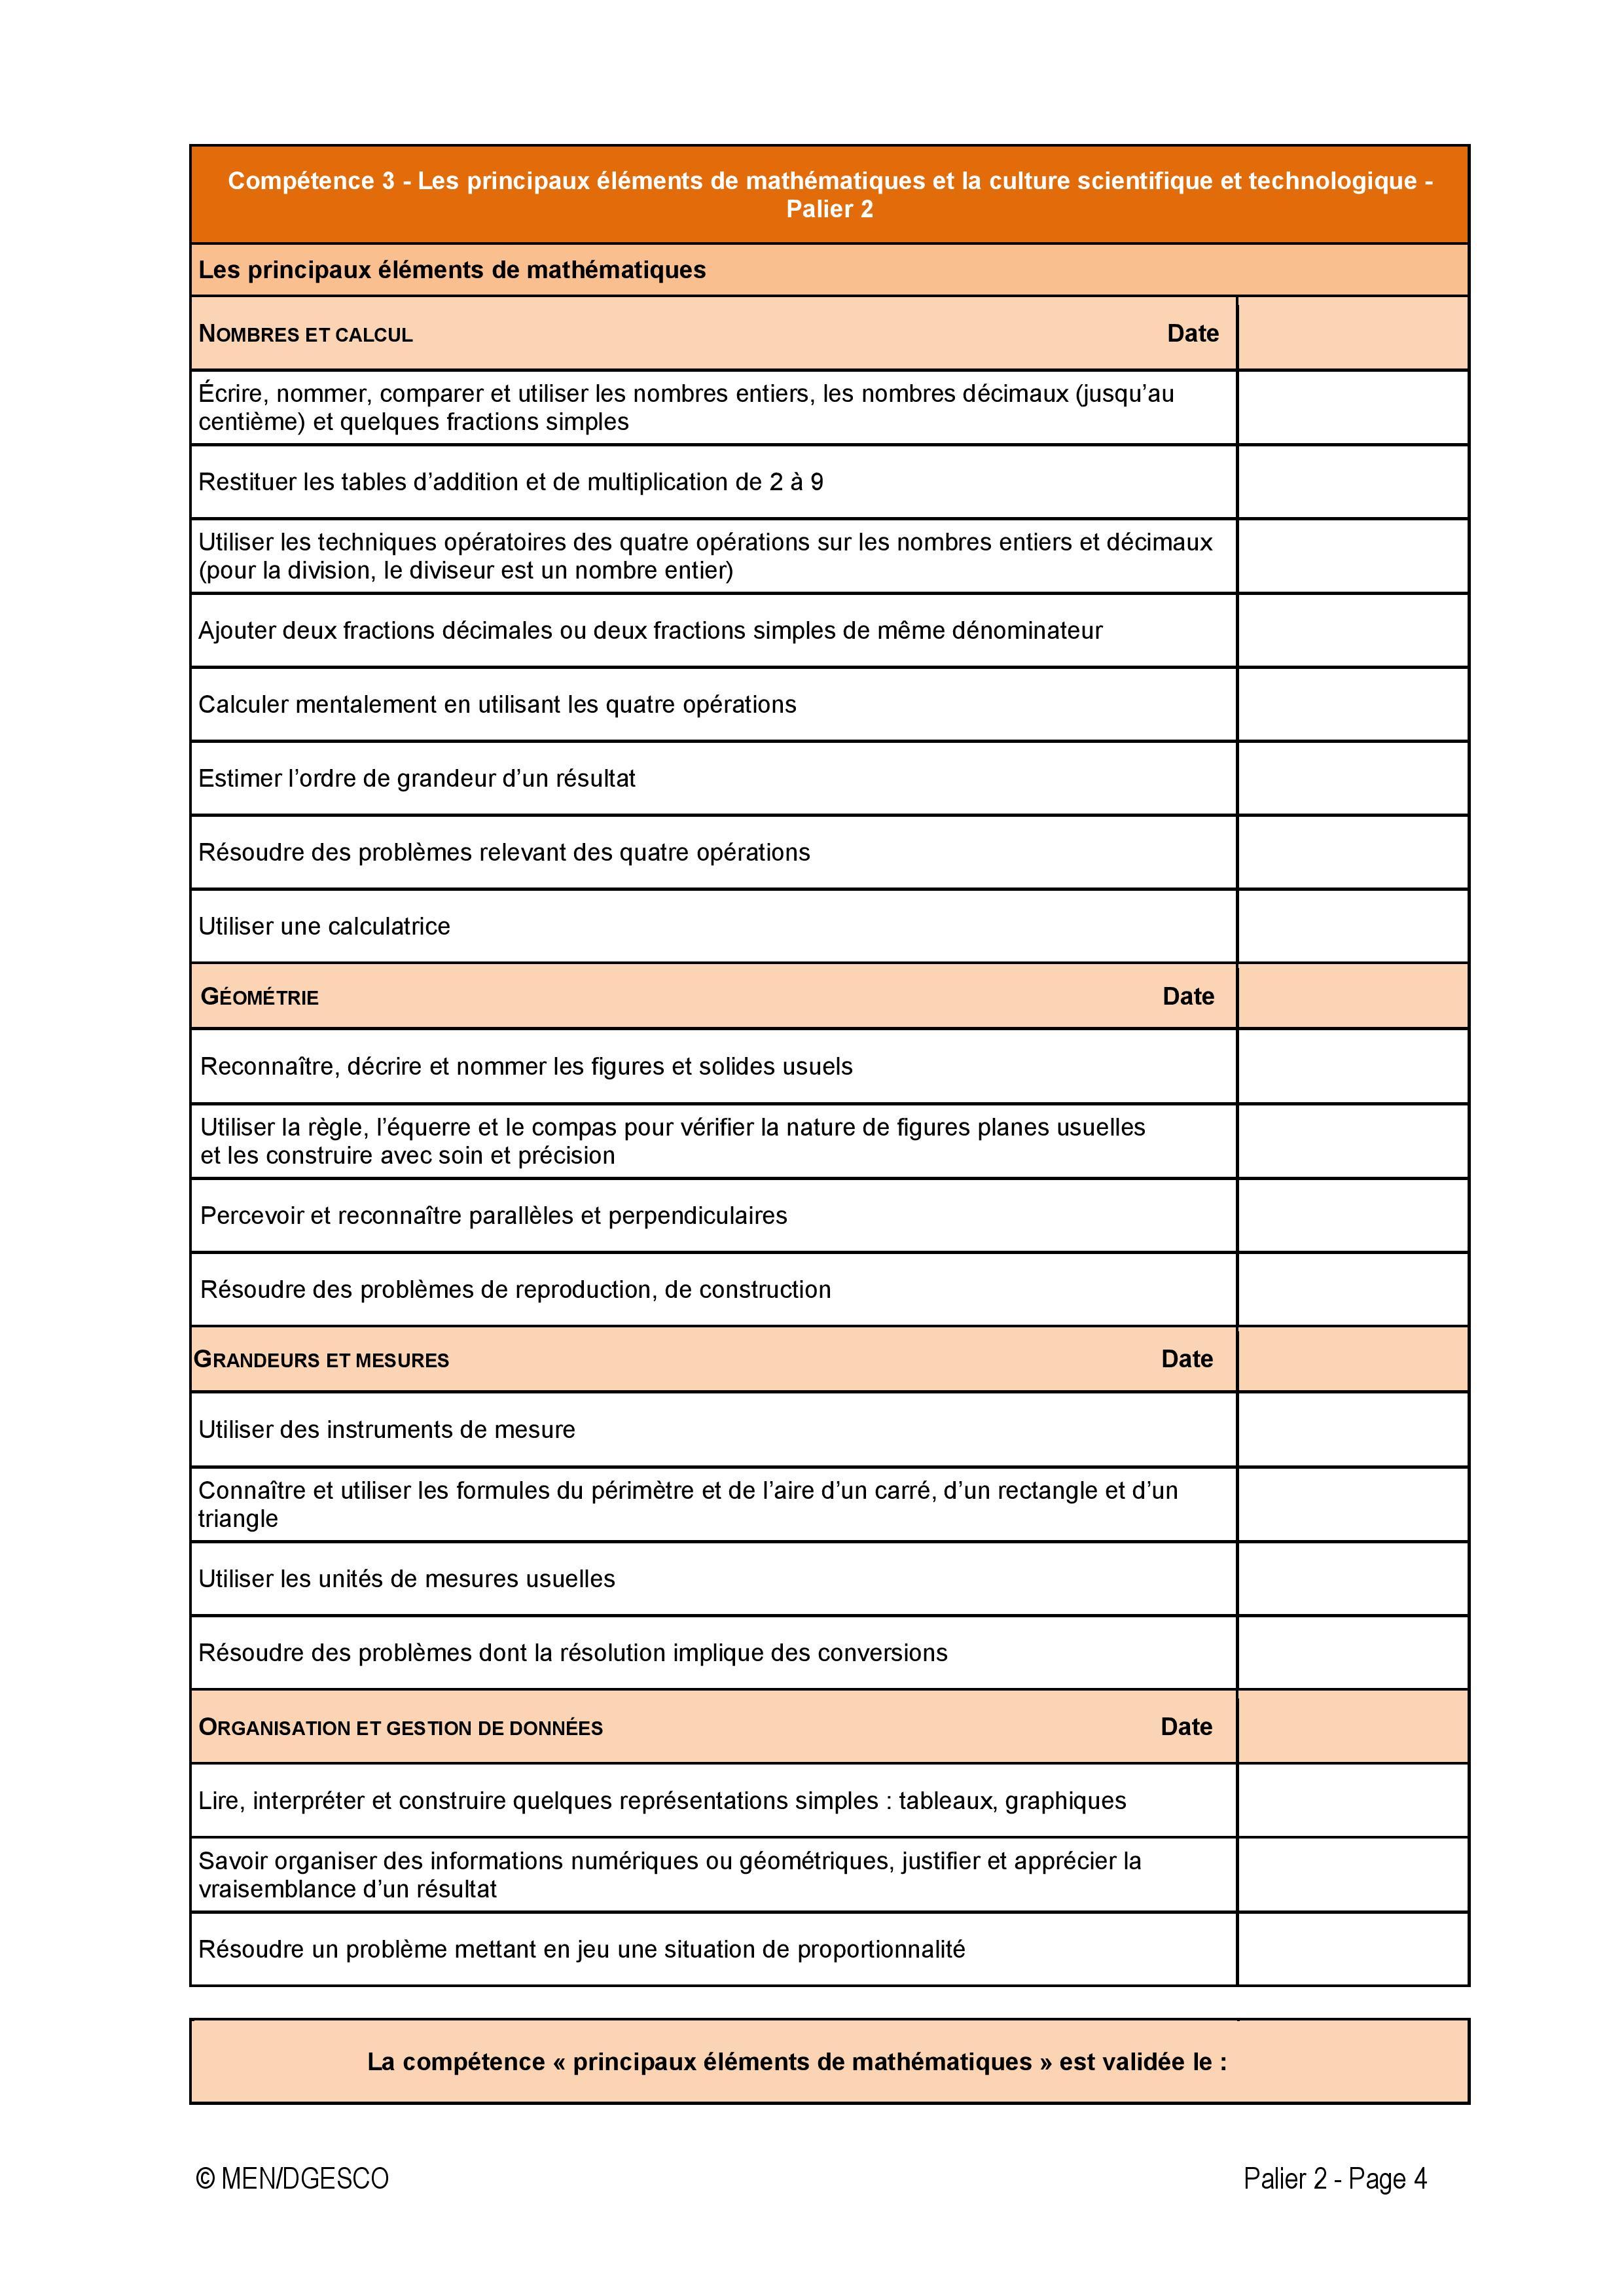 Compétence 3 - Les principaux éléments de mathématiques et la culture scientifique et technologique -
Palier 2
Les principaux éléments de mathématiques
NOMBRES ET CALCUL Date
Écrire, nommer, comparer et utiliser les nombres entiers, les nombres décimaux (jusqu’au
centième) et quelques fractions simples
Restituer les tables d’addition et de multiplication de 2 à 9
Utiliser les techniques opératoires des quatre opérations sur les nombres entiers et décimaux
(pour la division, le diviseur est un nombre entier)
Ajouter deux fractions décimales ou deux fractions simples de même dénominateur
Calculer mentalement en utilisant les quatre opérations
Estimer l’ordre de grandeur d’un résultat
Résoudre des problèmes relevant des quatre opérations
Utiliser une calculatrice
GÉOMÉTRIE Date
Reconnaître, décrire et nommer les figures et solides usuels
Utiliser la règle, l’équerre et le compas pour vérifier la nature de figures planes usuelles
et les construire avec soin et précision
Percevoir et reconnaître parallèles et perpendiculaires
Résoudre des problèmes de reproduction, de construction
GRANDEURS ET MESURES Date
Utiliser des instruments de mesure
Connaître et utiliser les formules du périmètre et de l’aire d’un carré, d’un rectangle et d’un
triangle
Utiliser les unités de mesures usuelles
Résoudre des problèmes dont la résolution implique des conversions
ORGANISATION ET GESTION DE DONNÉES Date
Lire, interpréter et construire quelques représentations simples : tableaux, graphiques
Savoir organiser des informations numériques ou géométriques, justifier et apprécier la
vraisemblance d’un résultat
Résoudre un problème mettant en jeu une situation de proportionnalité
La compétence « principaux éléments de mathématiques » est validée le :
© MEN/DGESCO Palier 2 - Page 4